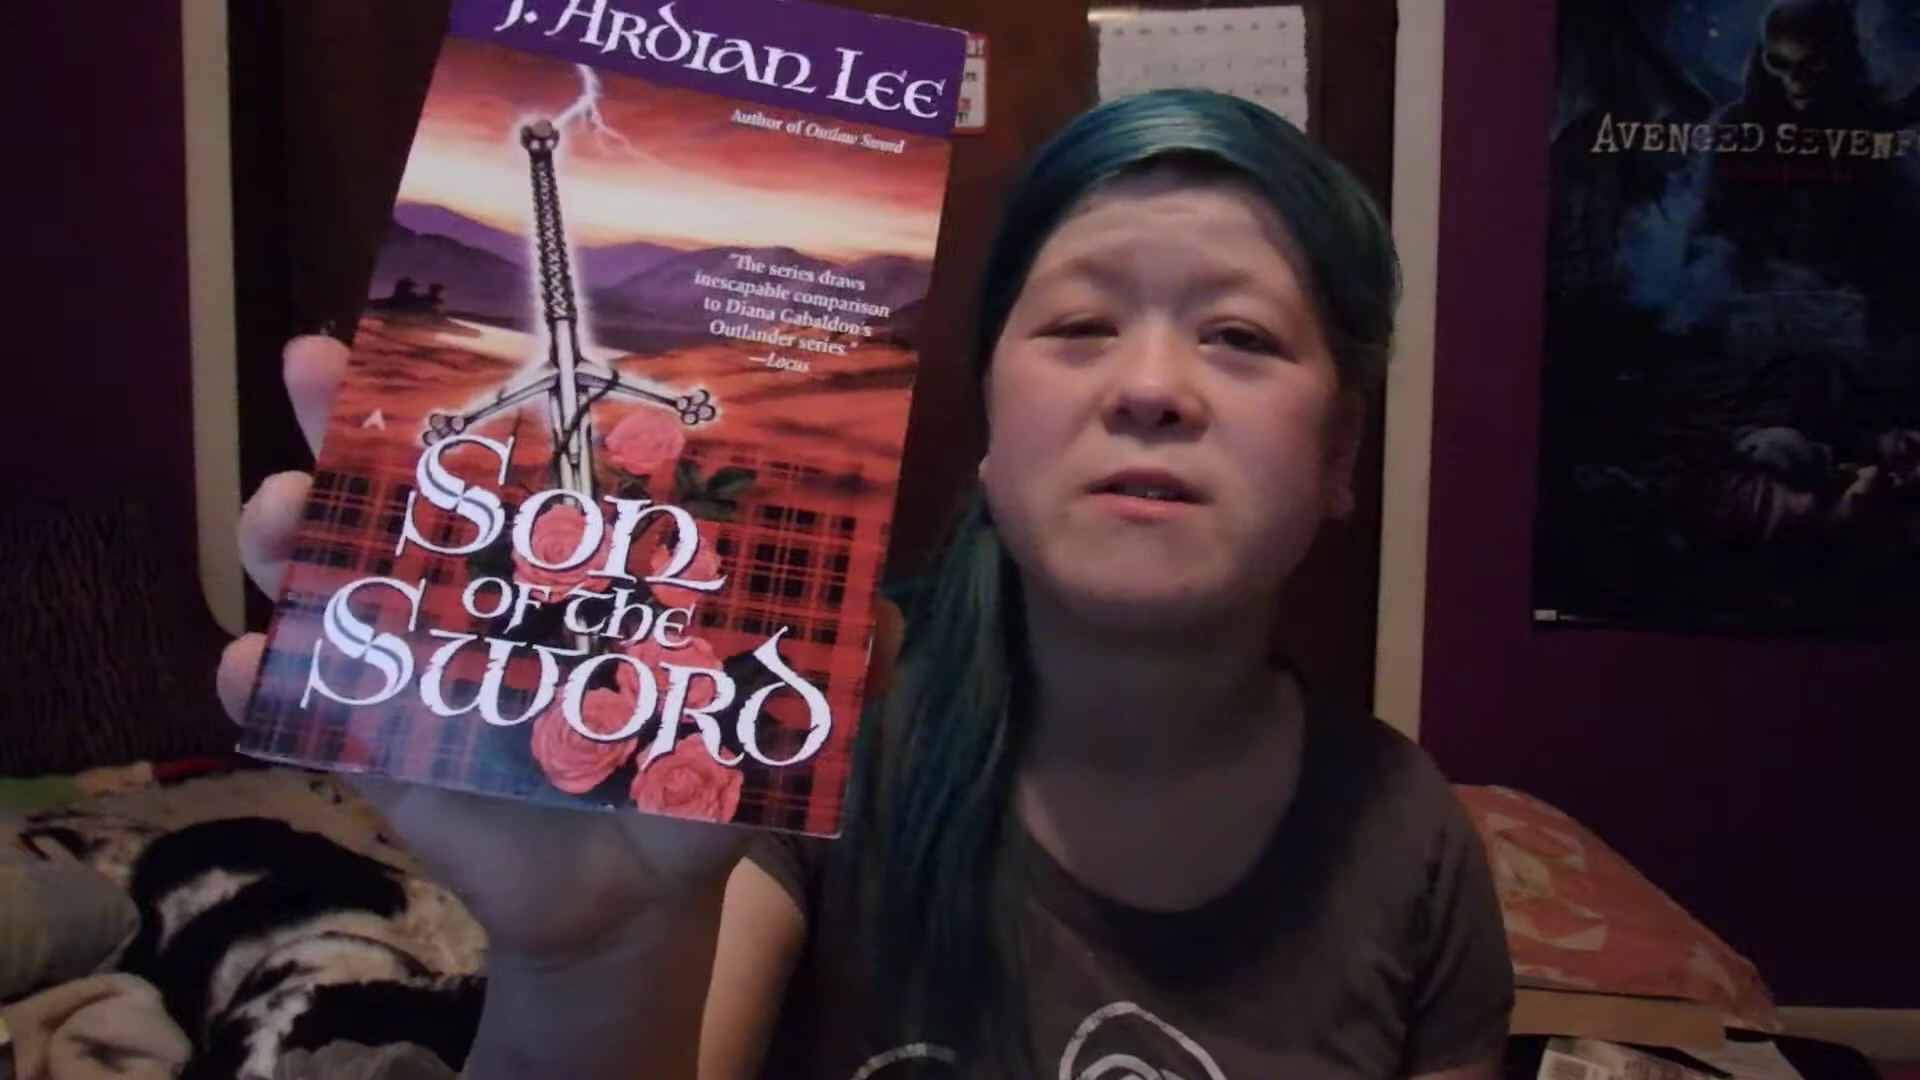 J. Ardian Lee
Author of Outlaw Sword
"The series draws
inescapable comparison
to Diana Gabaldon's
Outlander series."
—Locus
Son
of the
Sword
Avenged Sevenf